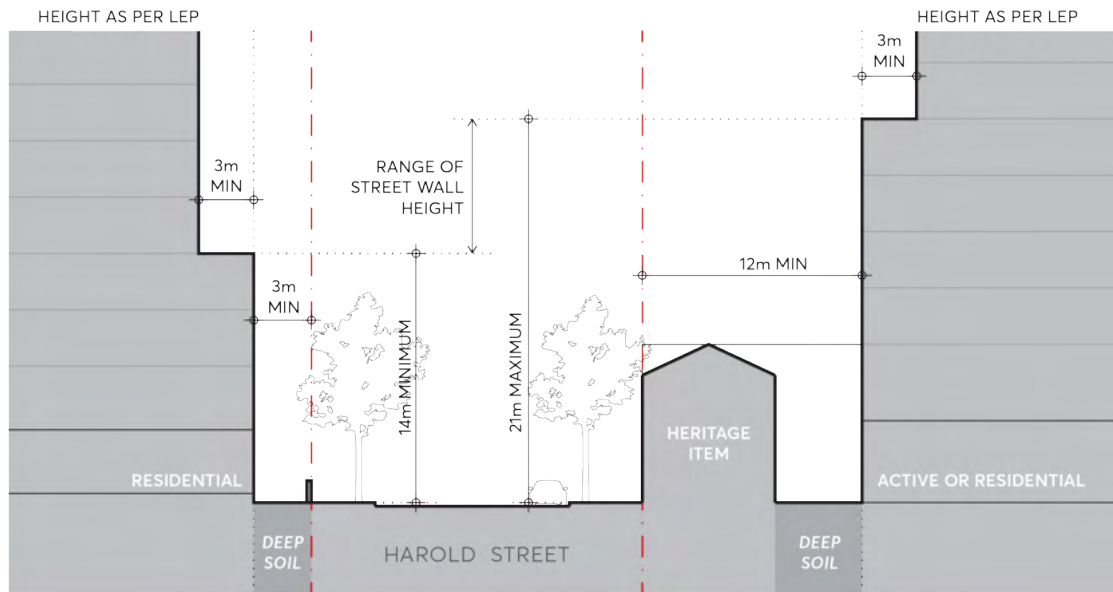 HEIGHT AS PER LEP
HEIGHT AS PER LEP
3m
MIN
RANGE OF
STREET WALL
HEIGHT
3m
MIN
12m MIN
3m
MIN
14m MINIMUM
21m MAXIMUM
HERITAGE
ITEM
RESIDENTIAL
ACTIVE OR RESIDENTIAL
DEEP
SOIL
HAROLD STREET
DEEP
SOIL